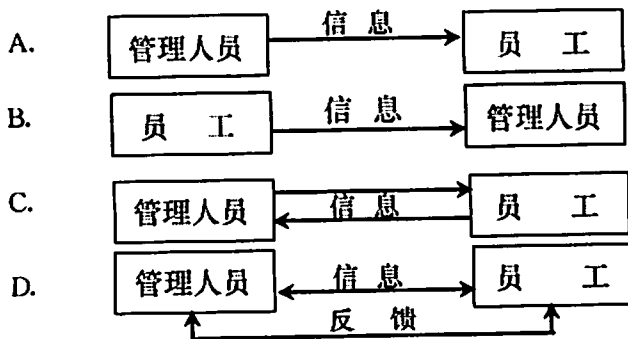 A. 管理人员 信息 员 工
B. 员 工 信息 管理人员
C. 管理人员 信息 员 工
D. 管理人员 信息 员 工
反 馈